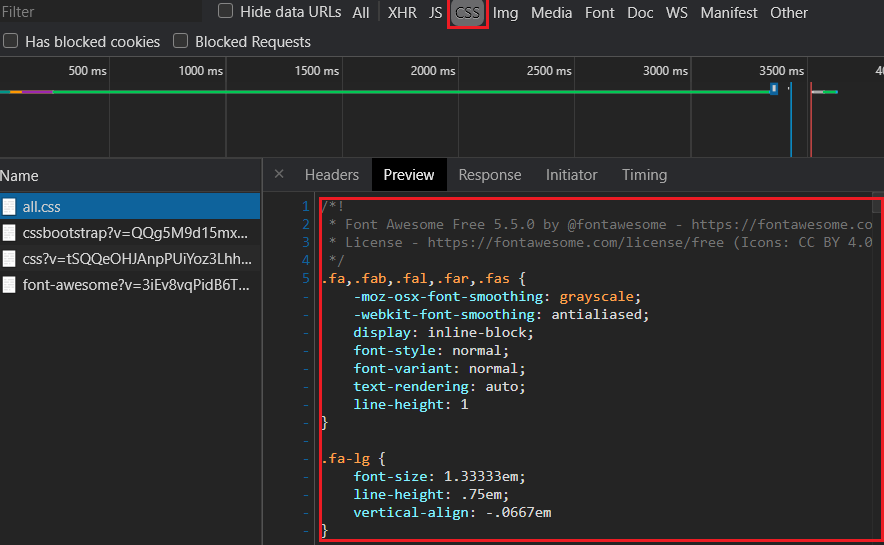 Filter Hide data URLs All XHR JS CSS Img Media Font Doc WS Manifest Other
Has blocked cookies Blocked Requests
500 ms 1000 ms 1500 ms 2000 ms 2500 ms 3000 ms 3500 ms
Name
all.css
cssbootstrap?v=QQg5M9d15mx...
css?v=tSQQeOHJAnpPUiYoz3Lhh...
font-awesome?v=3iEv8vqPidB6T...
× Headers Preview Response Initiator Timing
1 /*!
2 * Font Awesome Free 5.5.0 by @fontawesome - https://fontawesome.co
3 * License - https://fontawesome.com/license/free (Icons: CC BY 4.0
4 */
5 .fa,.fab,.fal,.far,.fas {
- -moz-osx-font-smoothing: grayscale;
- -webkit-font-smoothing: antialiased;
- display: inline-block;
- font-style: normal;
- font-variant: normal;
- text-rendering: auto;
- line-height: 1
- }
-
- .fa-lg {
- font-size: 1.33333em;
- line-height: .75em;
- vertical-align: -.0667em
- }